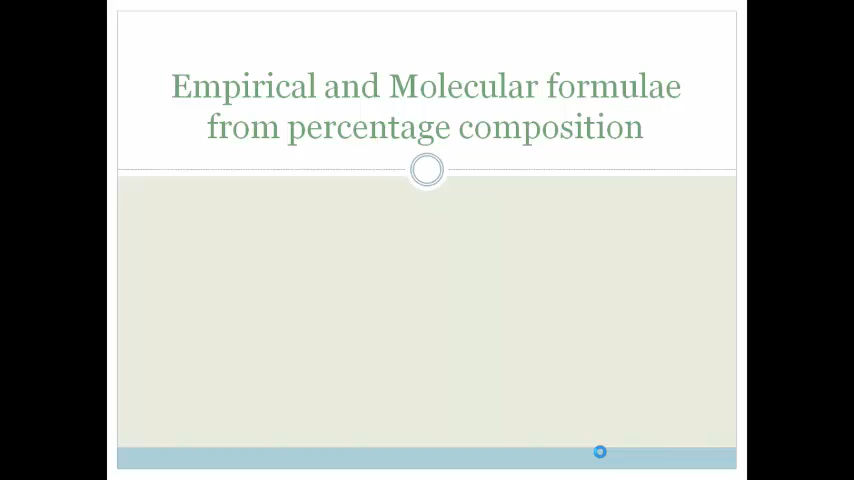 Empirical and Molecular formulae
from percentage composition